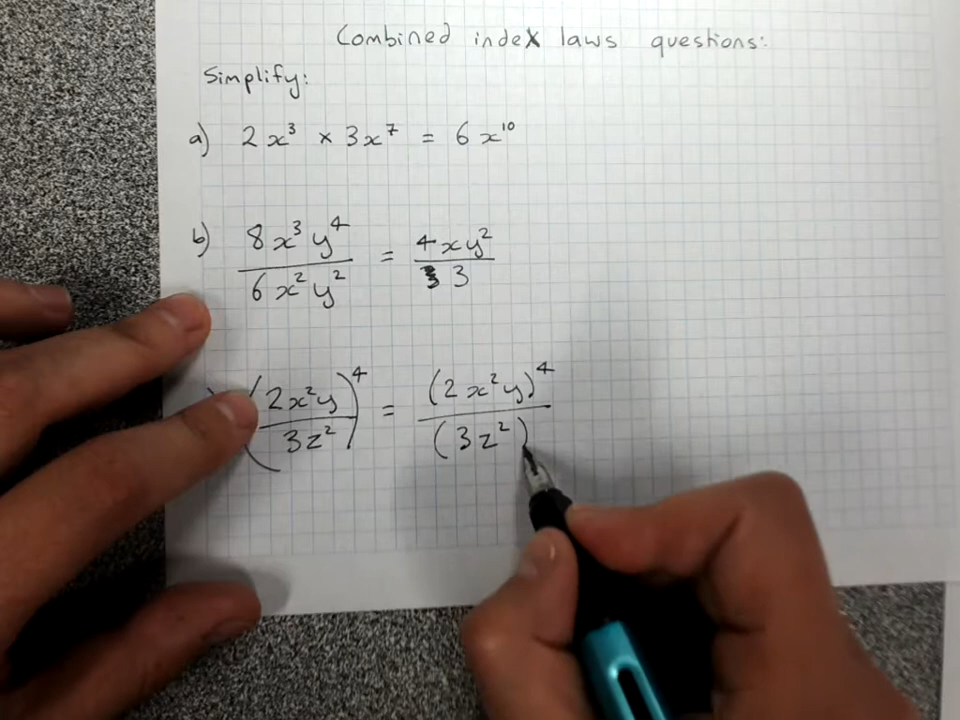 Combined index laws questions:
Simplify:
a) 2x³ × 3x⁷ = 6x¹⁰
b) 8x³y⁴ / 6x²y² = 4xy² / 3
(2x²y / 3z²)⁴ = (2x²y)⁴ / (3z²)